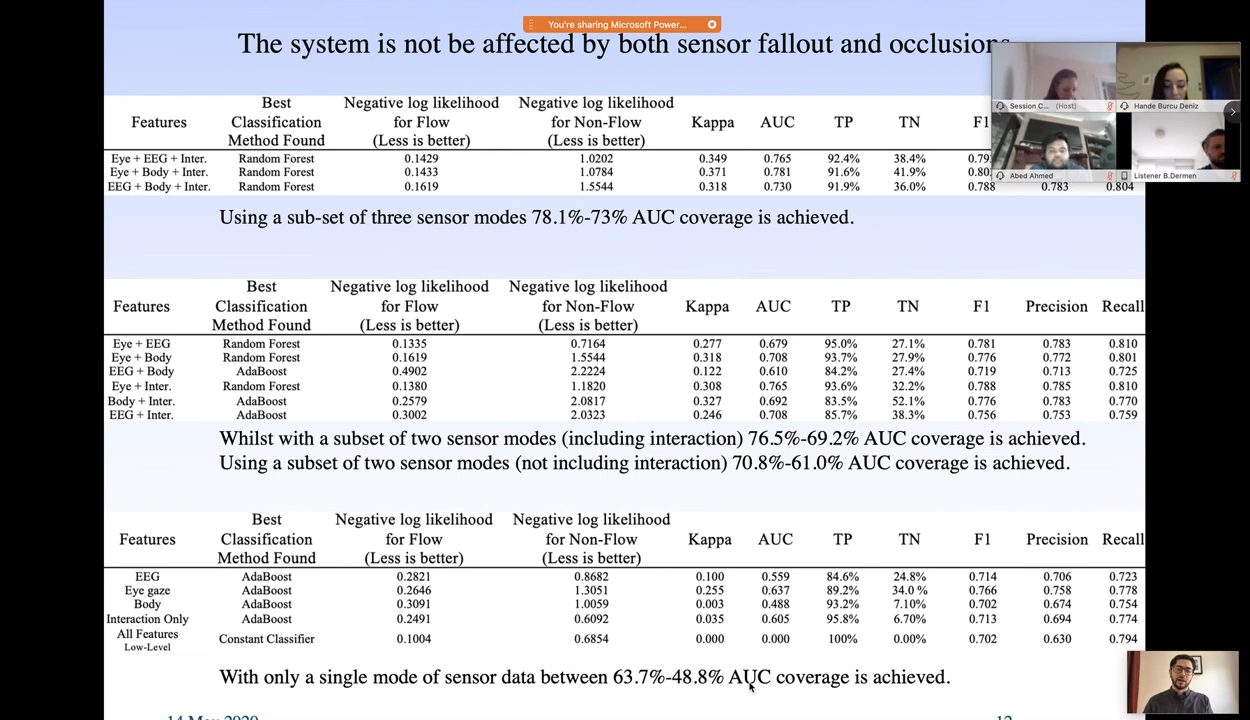 You're sharing Microsoft Power...
The system is not be affected by both sensor fallout and occlusions
Session C... (Host)
Hande Burcu Deniz
Abed Ahmed
Listener B.Dermen
Best Negative log likelihood Negative log likelihood
Features Classification for Flow for Non-Flow Kappa AUC TP TN F1
Method Found (Less is better) (Less is better)
Eye + EEG + Inter. Random Forest 0.1429 1.0202 0.349 0.765 92.4% 38.4%
Eye + Body + Inter. Random Forest 0.1433 1.0784 0.371 0.781 91.6% 41.9%
EEG + Body + Inter. Random Forest 0.1619 1.5544 0.318 0.730 91.9% 36.0% 0.788 0.783 0.804
Using a sub-set of three sensor modes 78.1%-73% AUC coverage is achieved.
Best Negative log likelihood Negative log likelihood
Features Classification for Flow for Non-Flow Kappa AUC TP TN F1 Precision Recall
Method Found (Less is better) (Less is better)
Eye + EEG Random Forest 0.1335 0.7164 0.277 0.679 95.0% 27.1% 0.781 0.783 0.810
Eye + Body Random Forest 0.1619 1.5544 0.318 0.708 93.7% 27.9% 0.776 0.772 0.801
EEG + Body AdaBoost 0.4902 2.2224 0.122 0.610 84.2% 27.4% 0.719 0.713 0.725
Eye + Inter. Random Forest 0.1380 1.1820 0.308 0.765 93.6% 32.2% 0.788 0.785 0.810
Body + Inter. AdaBoost 0.2579 2.0817 0.327 0.692 83.5% 52.1% 0.776 0.783 0.770
EEG + Inter. AdaBoost 0.3002 2.0323 0.246 0.708 85.7% 38.3% 0.756 0.753 0.759
Whilst with a subset of two sensor modes (including interaction) 76.5%-69.2% AUC coverage is achieved.
Using a subset of two sensor modes (not including interaction) 70.8%-61.0% AUC coverage is achieved.
Best Negative log likelihood Negative log likelihood
Features Classification for Flow for Non-Flow Kappa AUC TP TN F1 Precision Recall
Method Found (Less is better) (Less is better)
EEG AdaBoost 0.2821 0.8682 0.100 0.559 84.6% 24.8% 0.714 0.706 0.723
Eye gaze AdaBoost 0.2646 1.3051 0.255 0.637 89.2% 34.0 % 0.766 0.758 0.778
Body AdaBoost 0.3091 1.0059 0.003 0.488 93.2% 7.10% 0.702 0.674 0.754
Interaction Only AdaBoost 0.2491 0.6092 0.035 0.605 95.8% 6.70% 0.713 0.694 0.774
All Features
Low-Level Constant Classifier 0.1004 0.6854 0.000 0.000 100% 0.00% 0.702 0.630 0.794
With only a single mode of sensor data between 63.7%-48.8% AUC coverage is achieved.
14 May 2020 12